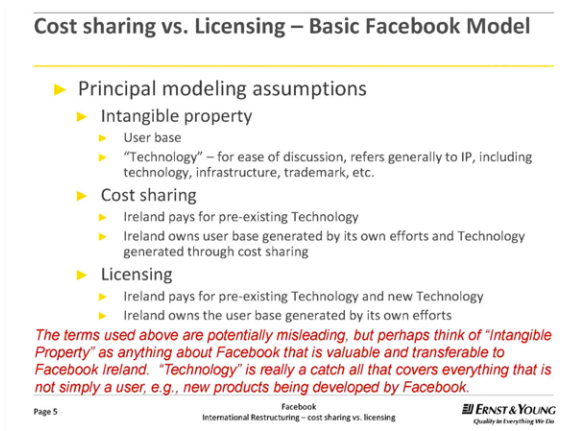 Cost sharing vs. Licensing – Basic Facebook Model
Principal modeling assumptions
Intangible property
User base
“Technology” – for ease of discussion, refers generally to IP, including
technology, infrastructure, trademark, etc.
Cost sharing
Ireland pays for pre-existing Technology
Ireland owns user base generated by its own efforts and Technology
generated through cost sharing
Licensing
Ireland pays for pre-existing Technology and new Technology
Ireland owns the user base generated by its own efforts
The terms used above are potentially misleading, but perhaps think of “Intangible
Property” as anything about Facebook that is valuable and transferable to
Facebook Ireland. “Technology” is really a catch all that covers everything that is
not simply a user, e.g., new products being developed by Facebook.
Page 5
Facebook
International Restructuring – cost sharing vs. licensing
ERNST & YOUNG
Quality In Everything We Do